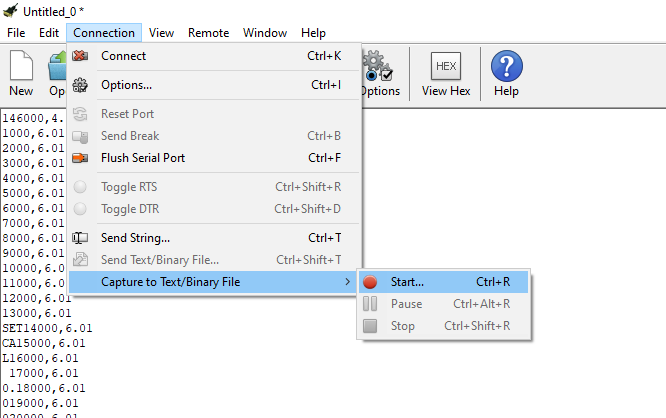 Untitled_0 *
File Edit Connection View Remote Window Help
Connect Ctrl+K
Options... Ctrl+I
Reset Port
Send Break Ctrl+B
Flush Serial Port Ctrl+F
Toggle RTS Ctrl+Shift+R
Toggle DTR Ctrl+Shift+D
Send String... Ctrl+T
Send Text/Binary File... Ctrl+Shift+T
Capture to Text/Binary File >
Start... Ctrl+R
Pause Ctrl+Alt+R
Stop Ctrl+Shift+R
New View Hex Help
HEX
146000,4.
1000,6.01
2000,6.01
3000,6.01
4000,6.01
5000,6.01
6000,6.01
7000,6.01
8000,6.01
9000,6.01
10000,6.0
11000,6.0
12000,6.01
13000,6.01
SET14000,6.01
CA15000,6.01
L16000,6.01
17000,6.01
0.18000,6.01
019000,6.01